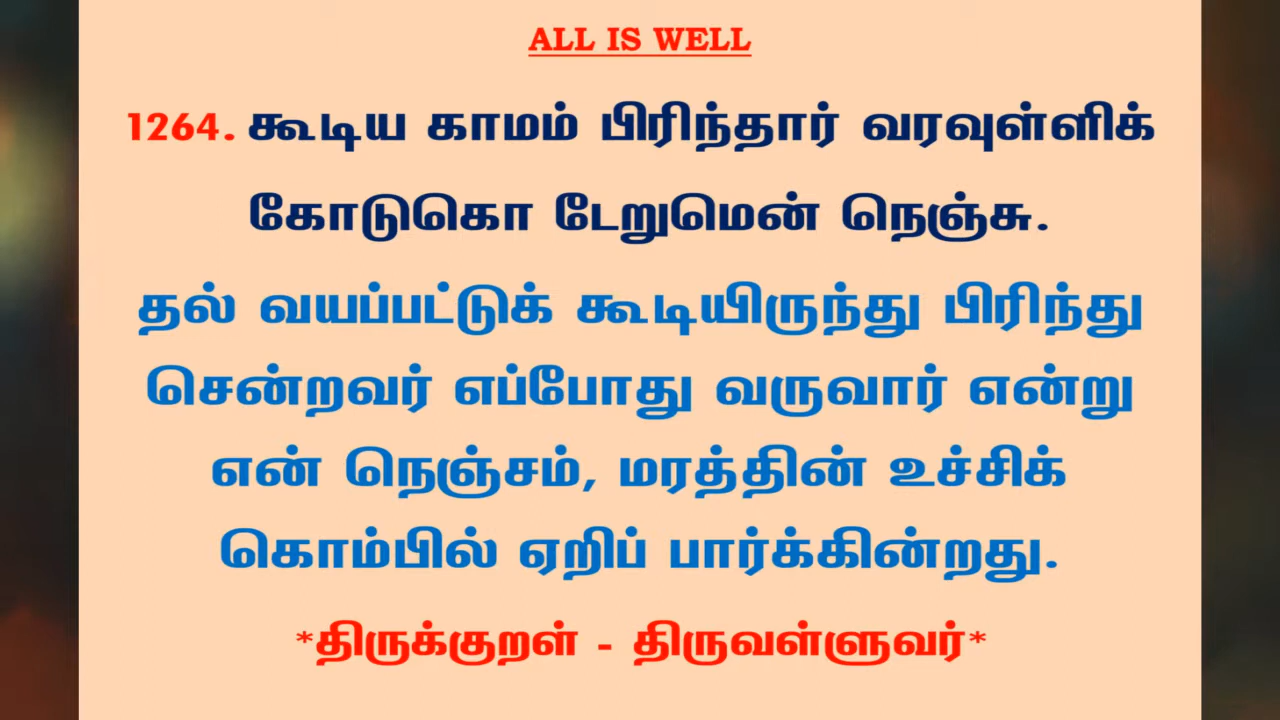 ALL IS WELL
1264. கூடிய காமம் பிரிந்தார் வரவுள்ளிக்
கோடுகொ டேறுமென் நெஞ்சு.
தல் வயப்பட்டுக் கூடியிருந்து பிரிந்து
சென்றவர் எப்போது வருவார் என்று
என் நெஞ்சம், மரத்தின் உச்சிக்
கொம்பில் ஏறிப் பார்க்கின்றது.
*திருக்குறள் - திருவள்ளுவர்*